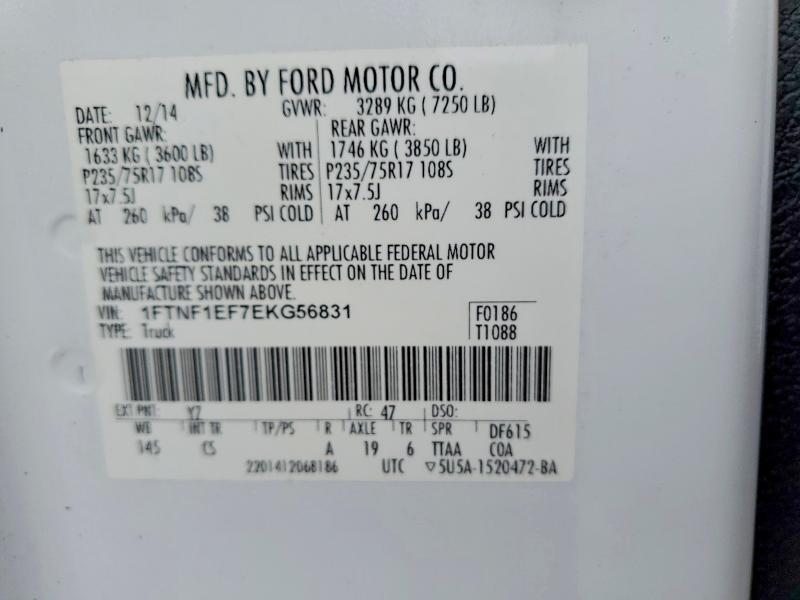 MFD. BY FORD MOTOR CO.
DATE: 12/14 GVWR: 3289 KG ( 7250 LB)
FRONT GAWR: REAR GAWR:
1633 KG ( 3600 LB) WITH 1746 KG ( 3850 LB) WITH
P235/75R17 108S TIRES P235/75R17 108S TIRES
17x7.5J RIMS 17x7.5J RIMS
AT 260 kPa/ 38 PSI COLD AT 260 kPa/ 38 PSI COLD
THIS VEHICLE CONFORMS TO ALL APPLICABLE FEDERAL MOTOR
VEHICLE SAFETY STANDARDS IN EFFECT ON THE DATE OF
MANUFACTURE SHOWN ABOVE.
VIN: 1FTNF1EF7EKG56831 F0186
TYPE: Truck T1088
EXT PNT: YZ RC: 47 DSO:
WB INT TR TP/PS R AXLE TR SPR DF615
145 CS A 19 6 TTAA COA
2201412068186 UTC ▽5U5A-1520472-BA